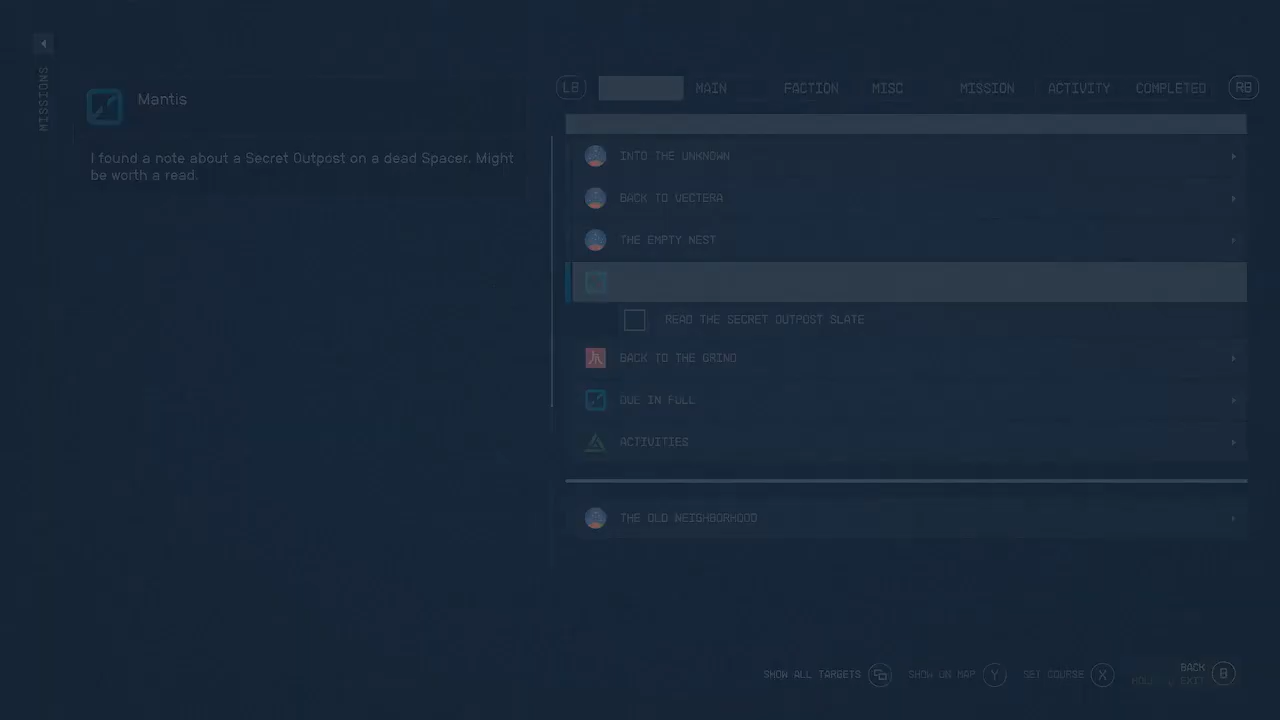 MISSIONS
Mantis
I found a note about a Secret Outpost on a dead Spacer. Might
be worth a read.
LB MAIN FACTION MISC MISSION ACTIVITY COMPLETED RB
INTO THE UNKNOWN
BACK TO VECTERA
THE EMPTY NEST
READ THE SECRET OUTPOST SLATE
BACK TO THE GRIND
DUE IN FULL
ACTIVITIES
THE OLD NEIGHBORHOOD
SHOW ALL TARGETS SHOW ON MAP Y SET COURSE X BACK B
HOLD EXIT